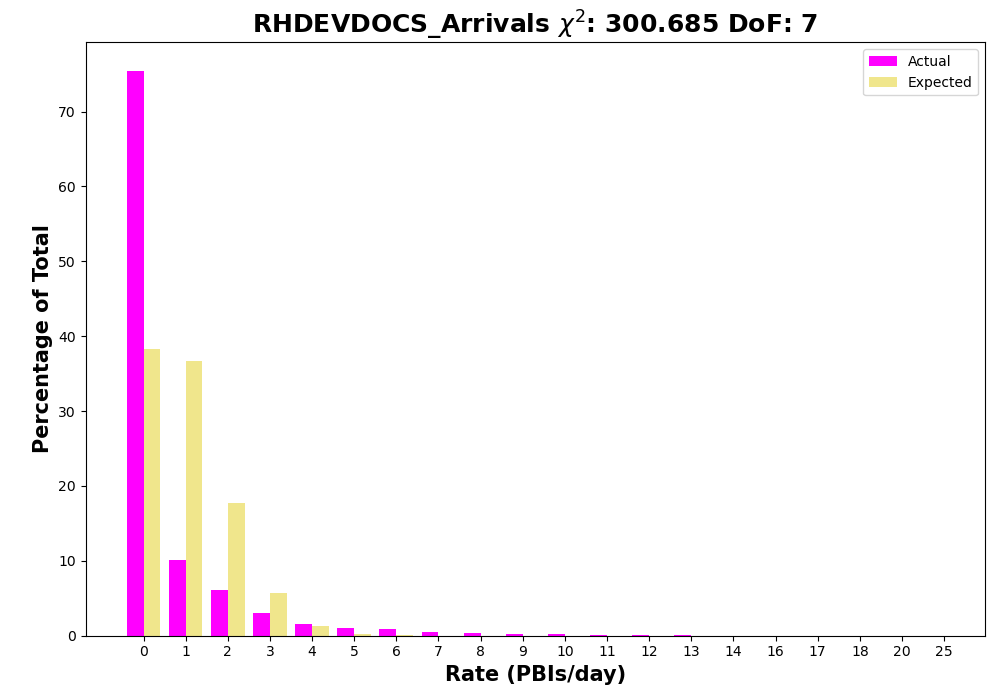 RHDEVDOCS_Arrivals χ²: 300.685 DoF: 7
Actual
Expected
Percentage of Total
70
60
50
40
30
20
10
0
0 1 2 3 4 5 6 7 8 9 10 11 12 13 14 16 17 18 20 25
Rate (PBIs/day)